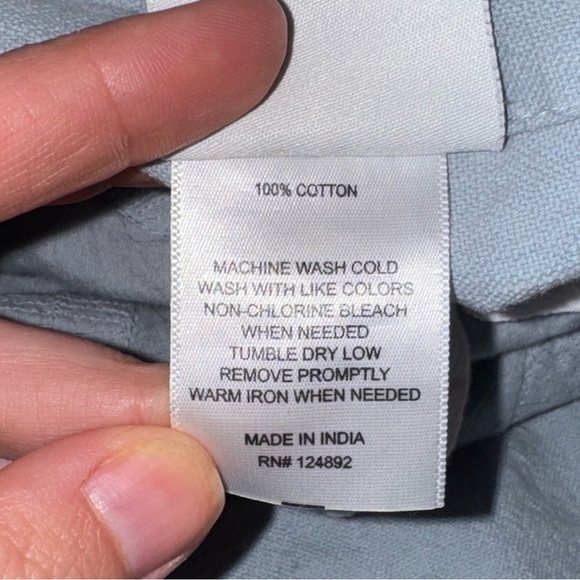 100% COTTON
MACHINE WASH COLD
WASH WITH LIKE COLORS
NON-CHLORINE BLEACH
WHEN NEEDED
TUMBLE DRY LOW
REMOVE PROMPTLY
WARM IRON WHEN NEEDED
MADE IN INDIA
RN# 124892